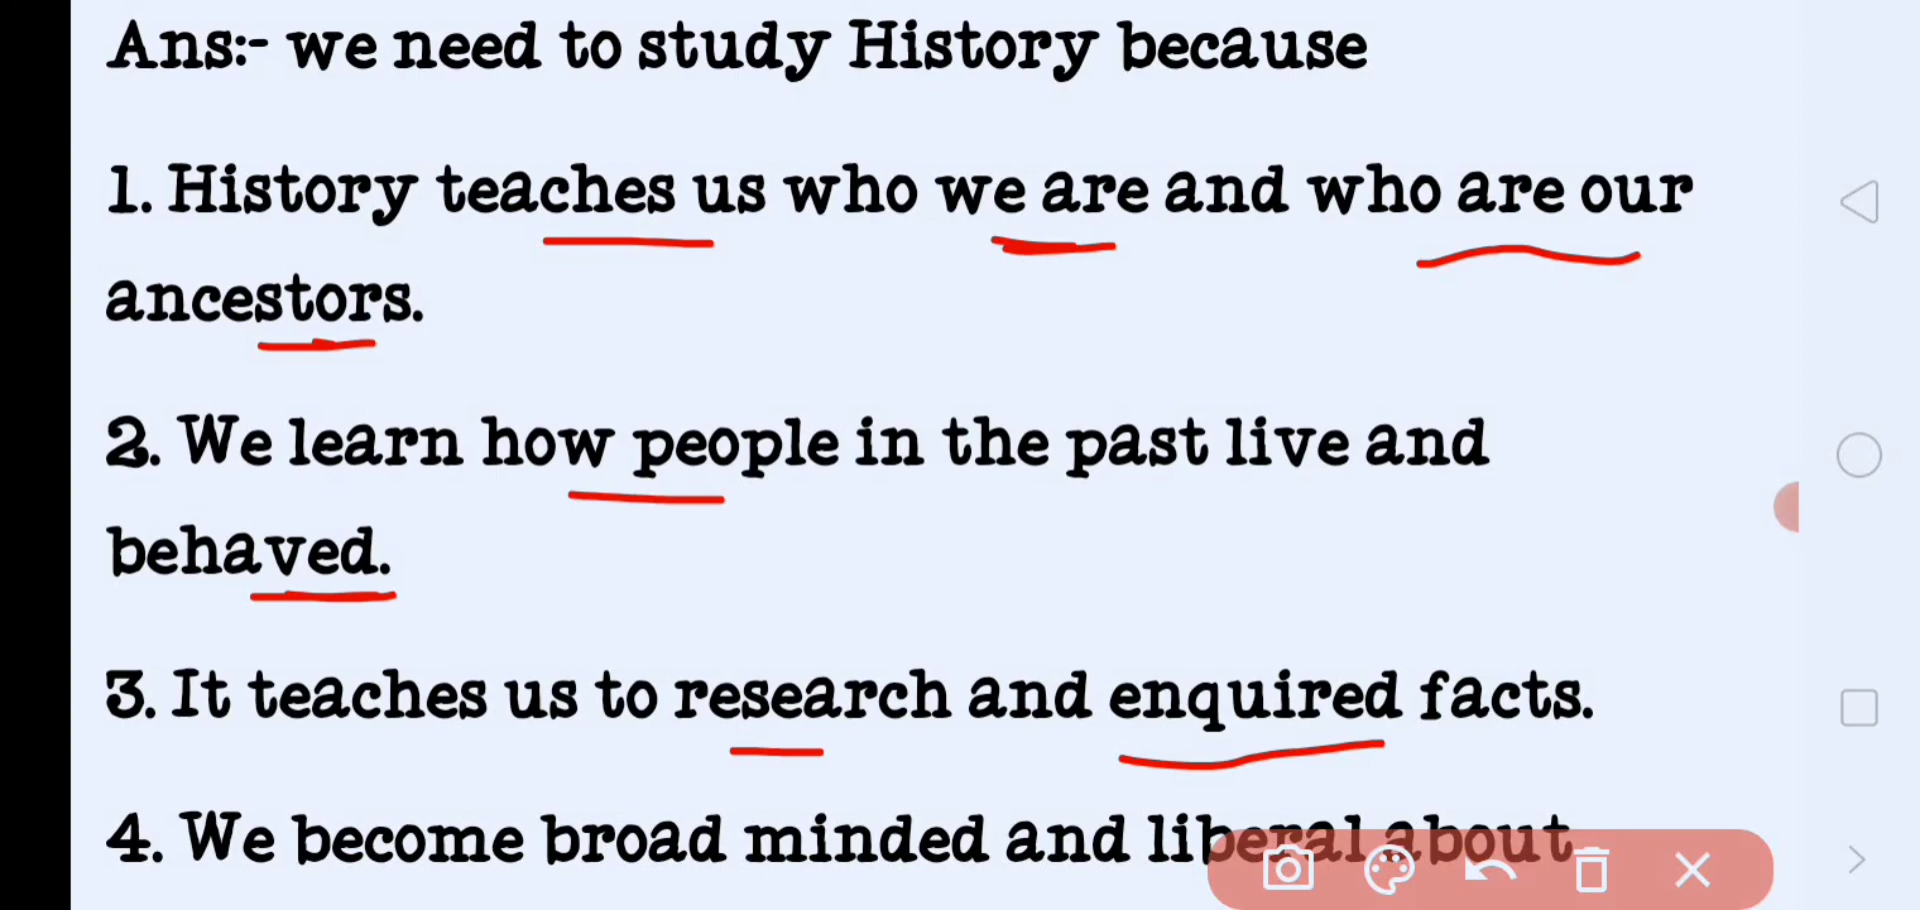 Ans:- we need to study History because
1. History teaches us who we are and who are our
ancestors.
2. We learn how people in the past live and
behaved.
3. It teaches us to research and enquired facts.
4. We become broad minded and liberal about